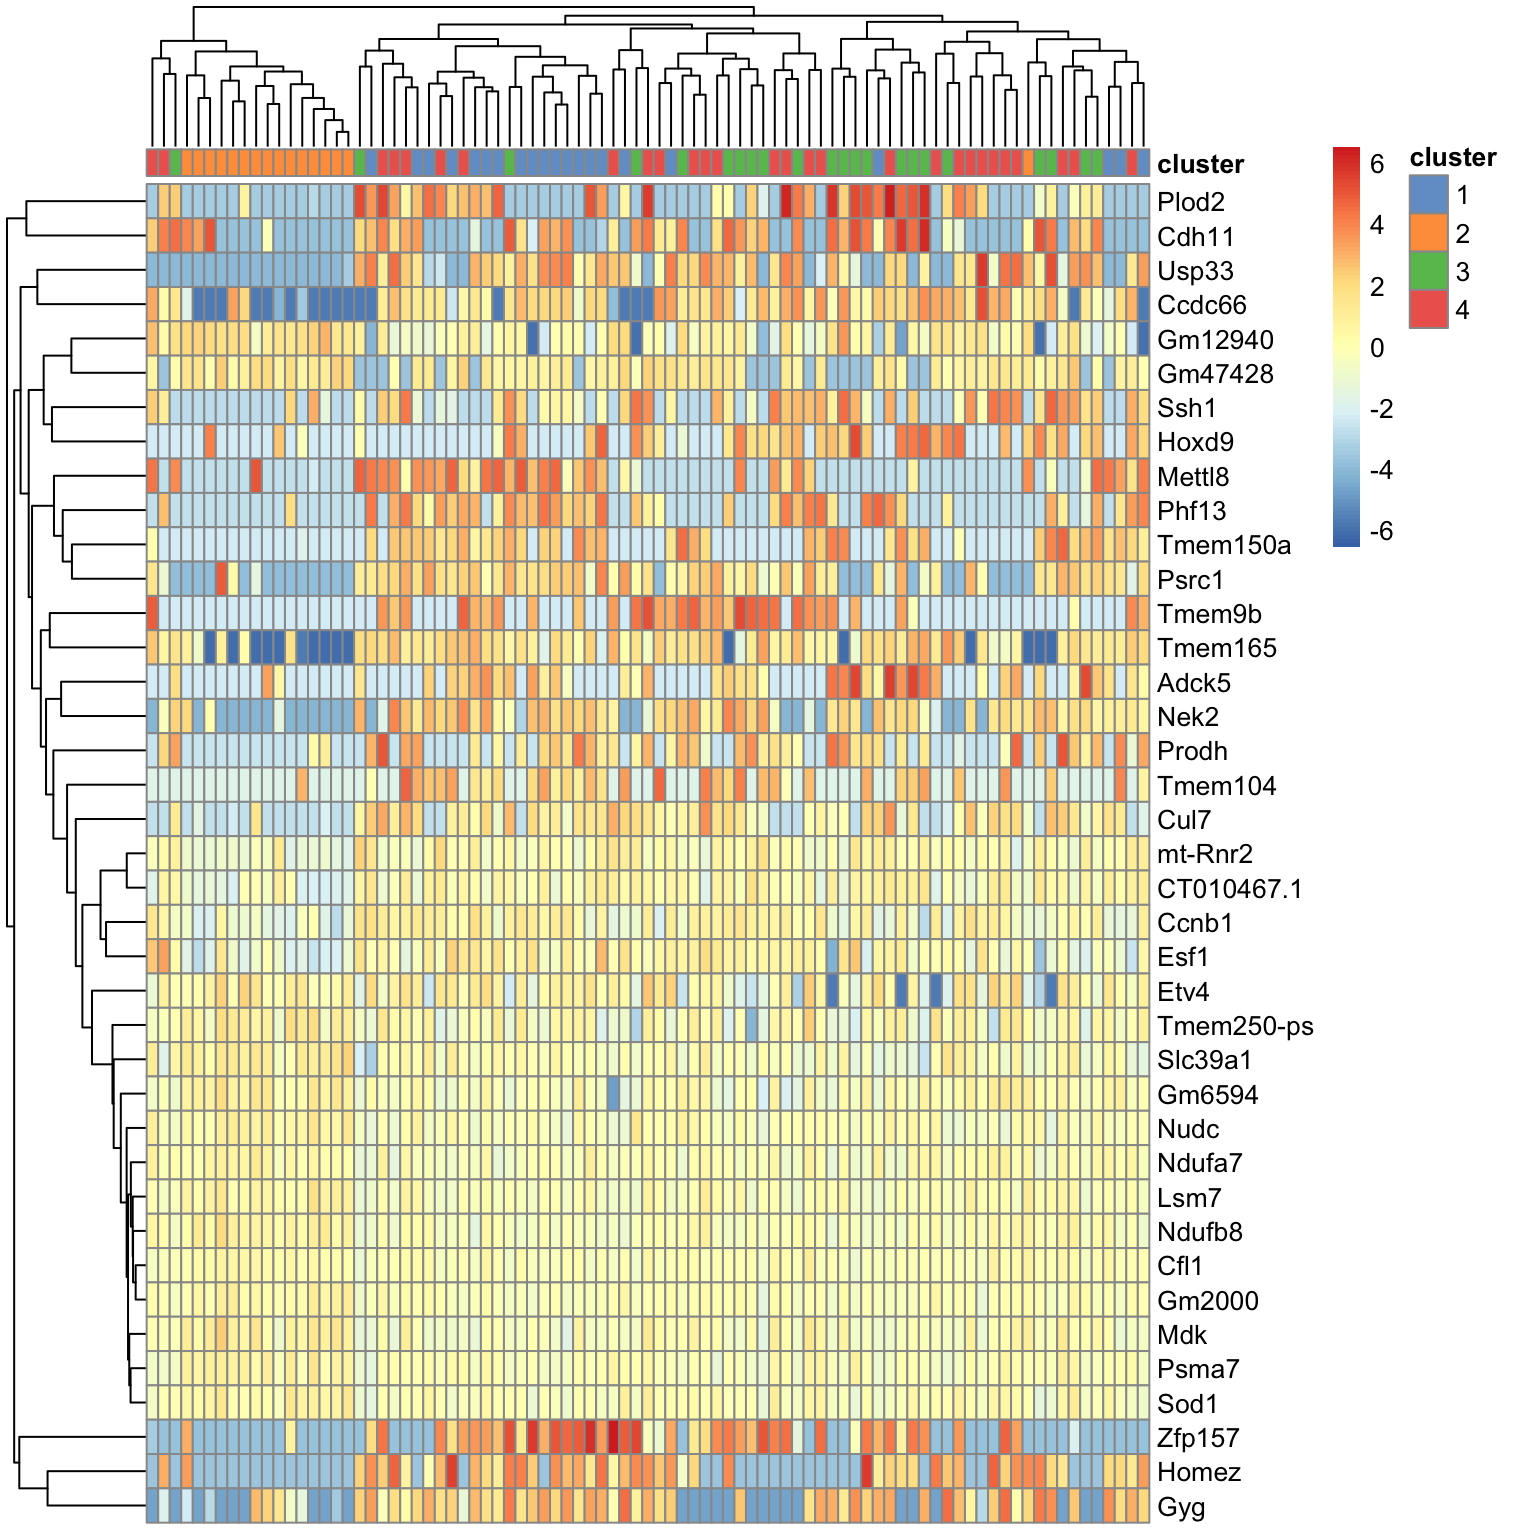 cluster
Plod2
Cdh11
Usp33
Ccdc66
Gm12940
Gm47428
Ssh1
Hoxd9
Mettl8
Phf13
Tmem150a
Psrc1
Tmem9b
Tmem165
Adck5
Nek2
Prodh
Tmem104
Cul7
mt-Rnr2
CT010467.1
Ccnb1
Esf1
Etv4
Tmem250-ps
Slc39a1
Gm6594
Nudc
Ndufa7
Lsm7
Ndufb8
Cfl1
Gm2000
Mdk
Psma7
Sod1
Zfp157
Homez
Gyg
6
4
2
0
-2
-4
-6
cluster
1
2
3
4